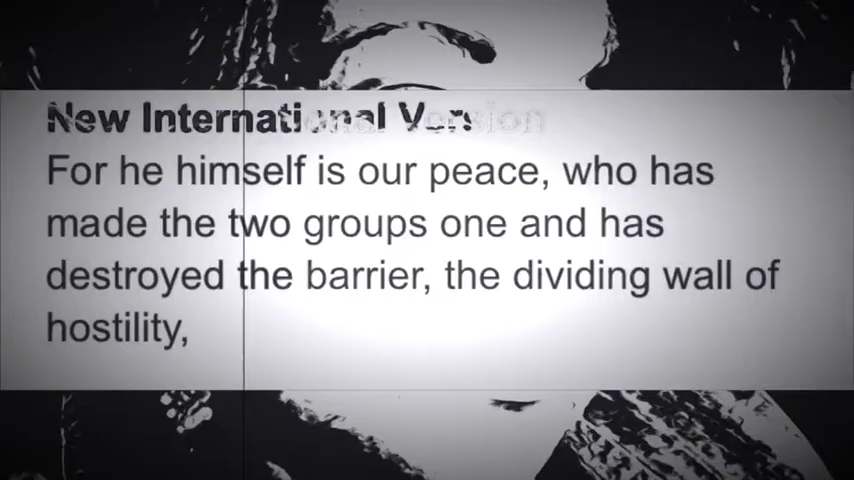 New International Version
For he himself is our peace, who has
made the two groups one and has
destroyed the barrier, the dividing wall of
hostility,